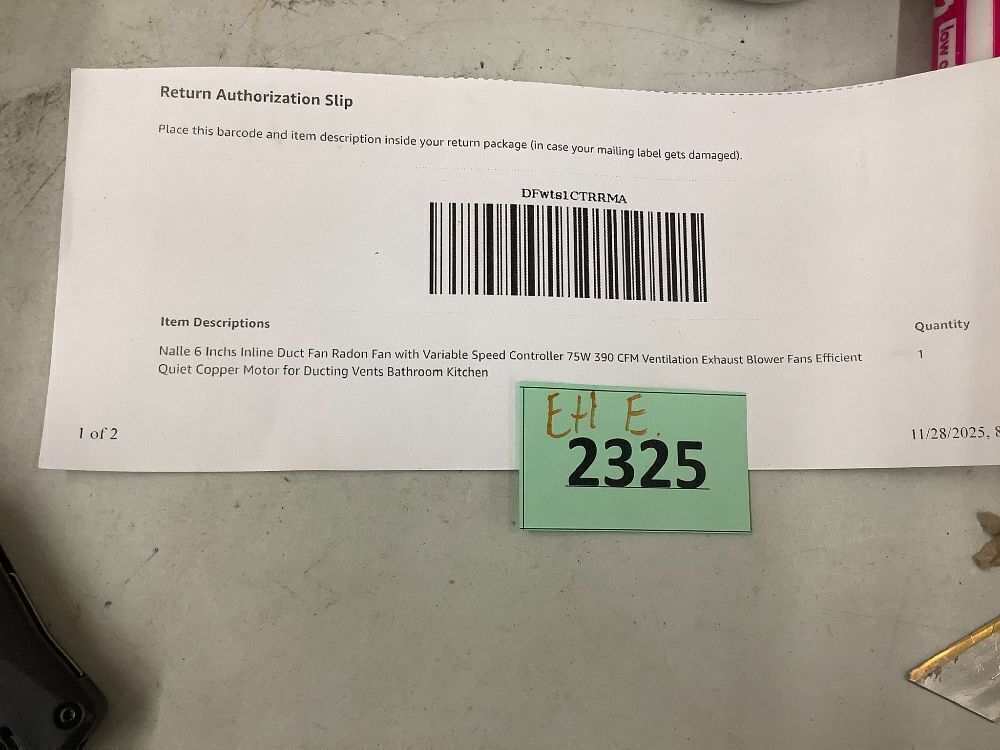 low
Return Authorization Slip
Place this barcode and item description inside your return package (in case your mailing label gets damaged).
DFwts1CTRRMA
Item Descriptions
Quantity
Nalle 6 Inchs Inline Duct Fan Radon Fan with Variable Speed Controller 75W 390 CFM Ventilation Exhaust Blower Fans Efficient
1
Quiet Copper Motor for Ducting Vents Bathroom Kitchen
1 of 2
11/28/2025, 8
E.
2325